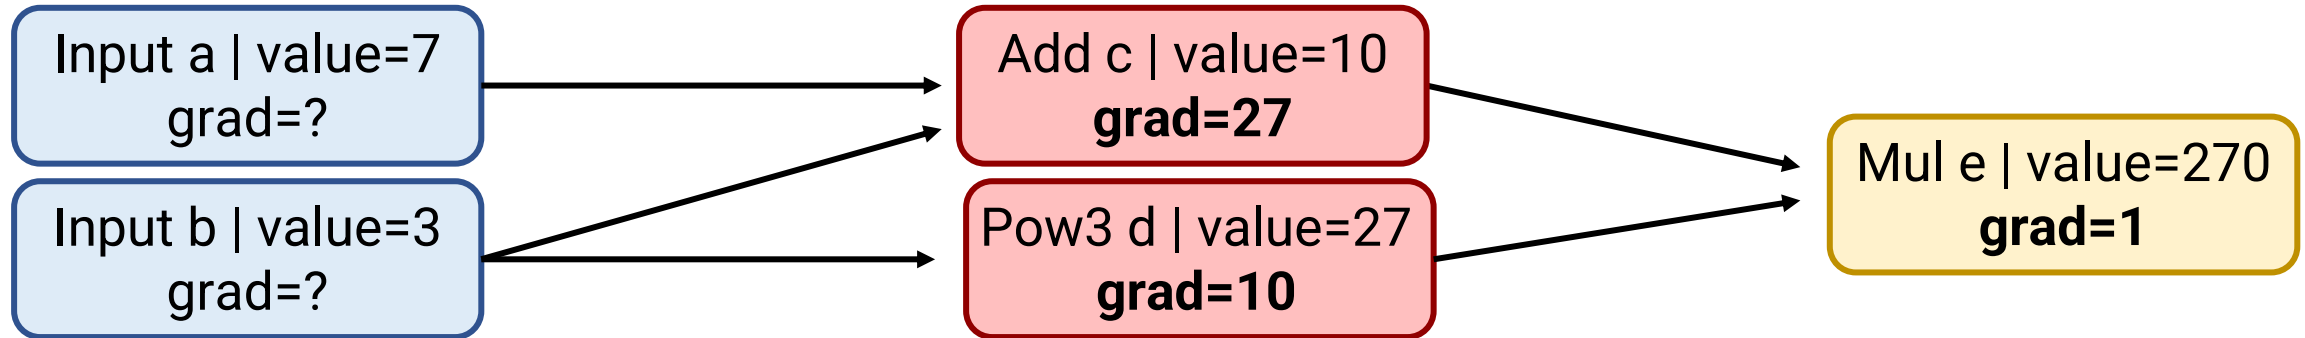 Input a | value=7
grad=?
Input b | value=3
grad=?
Add c | value=10
grad=27
Pow3 d | value=27
grad=10
Mul e | value=270
grad=1